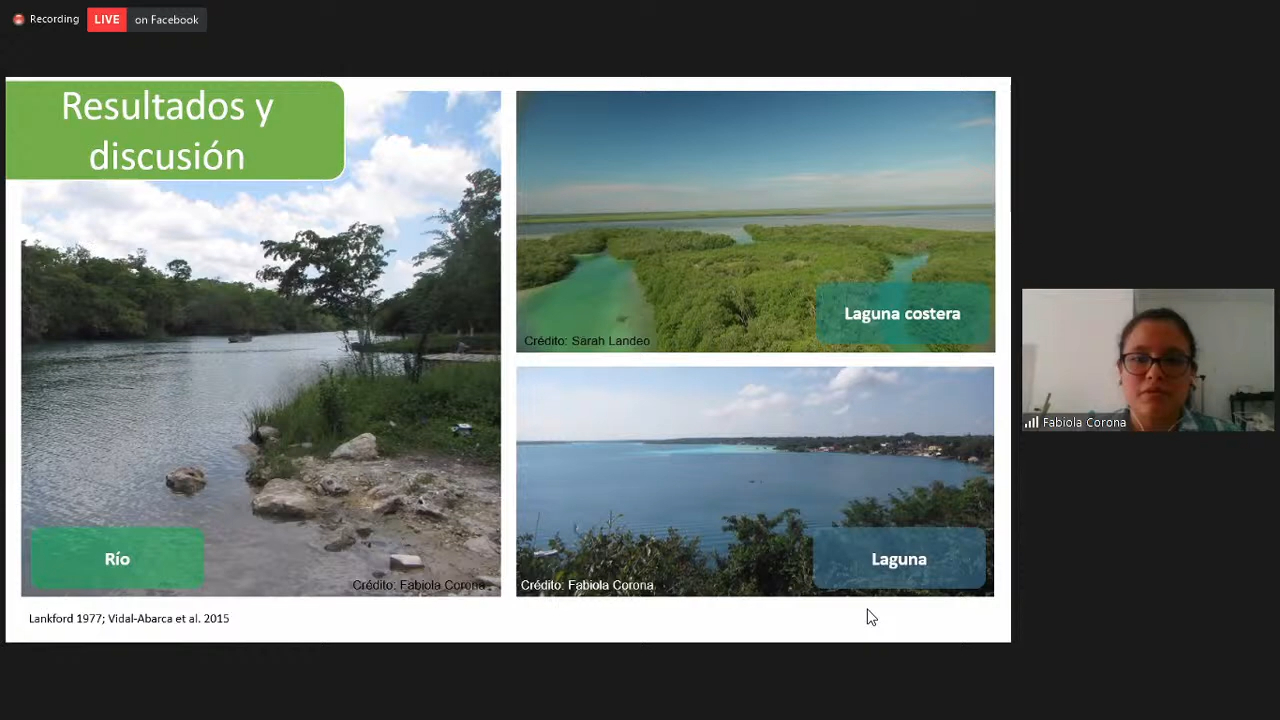 Recording
LIVE on Facebook
Resultados y
discusión
Crédito: Sarah Landeo
Laguna costera
Río
Crédito: Fabiola Corona
Crédito: Fabiola Corona
Laguna
Lankford 1977; Vidal-Abarca et al. 2015
Fabiola Corona